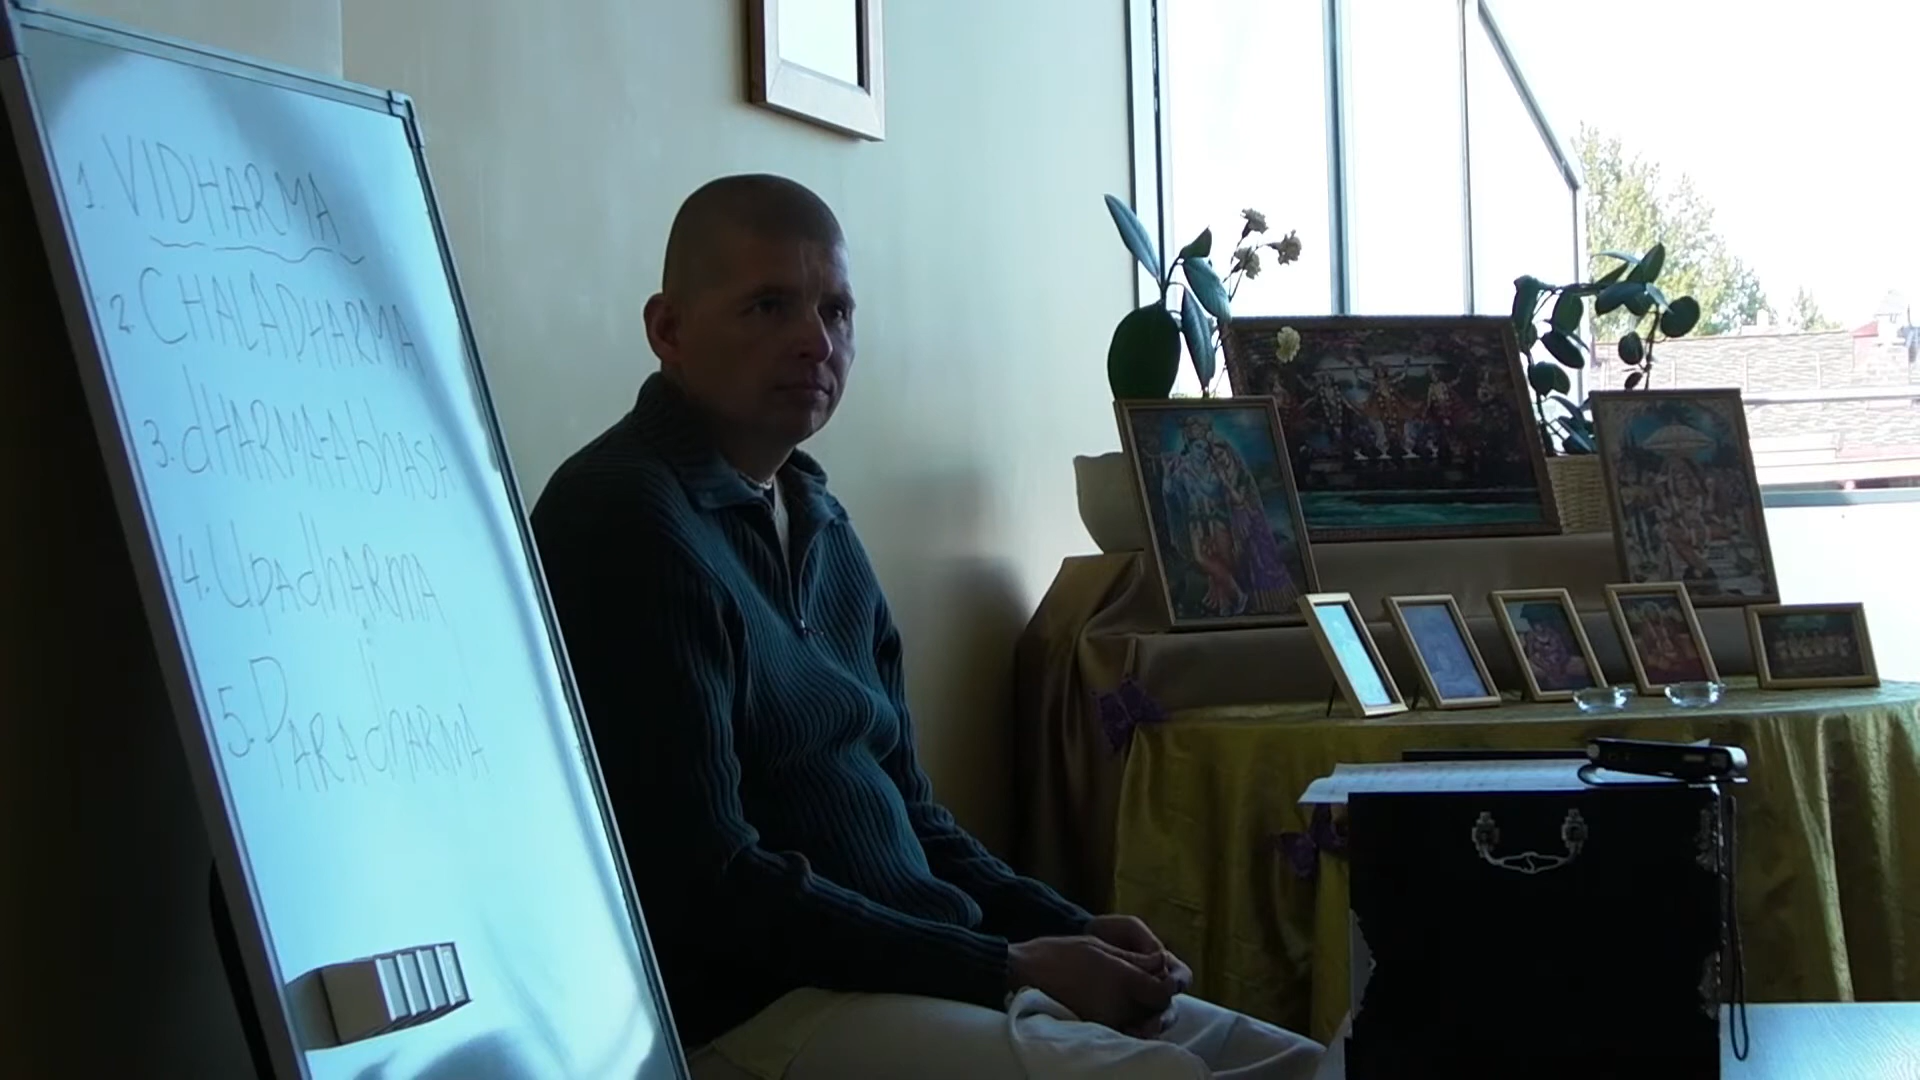 1. VIDHARMA
2. CHALADHARMA
3. dHARMA-AbhASA
4. UpAdhARMA
5. PARAdhARMA